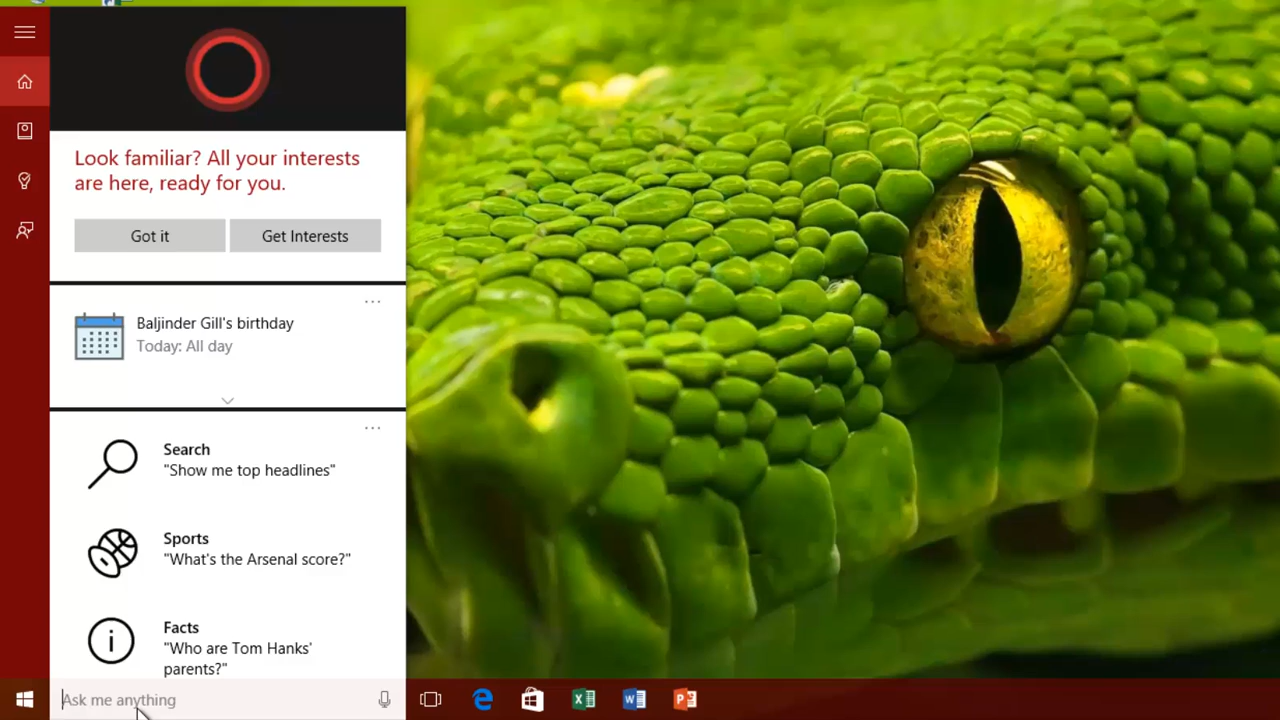 Look familiar? All your interests
are here, ready for you.
Got it
Get Interests
Baljinder Gill's birthday
Today: All day
Search
"Show me top headlines"
Sports
"What's the Arsenal score?"
Facts
"Who are Tom Hanks'
parents?"
Ask me anything